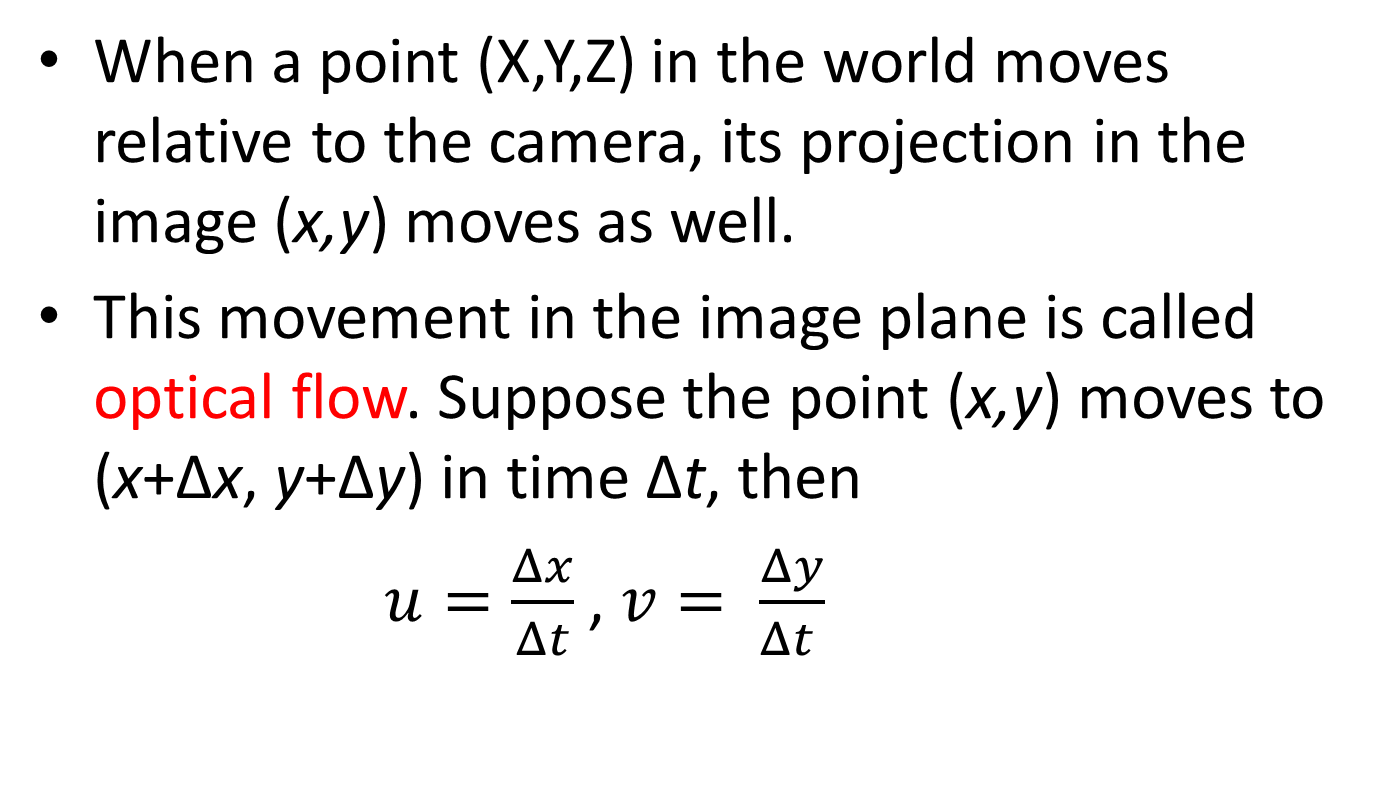 • When a point (X,Y,Z) in the world moves
relative to the camera, its projection in the
image (x,y) moves as well.
• This movement in the image plane is called
optical flow. Suppose the point (x,y) moves to
(x+Δx, y+Δy) in time Δt, then
u = Δx/Δt , v = Δy/Δt